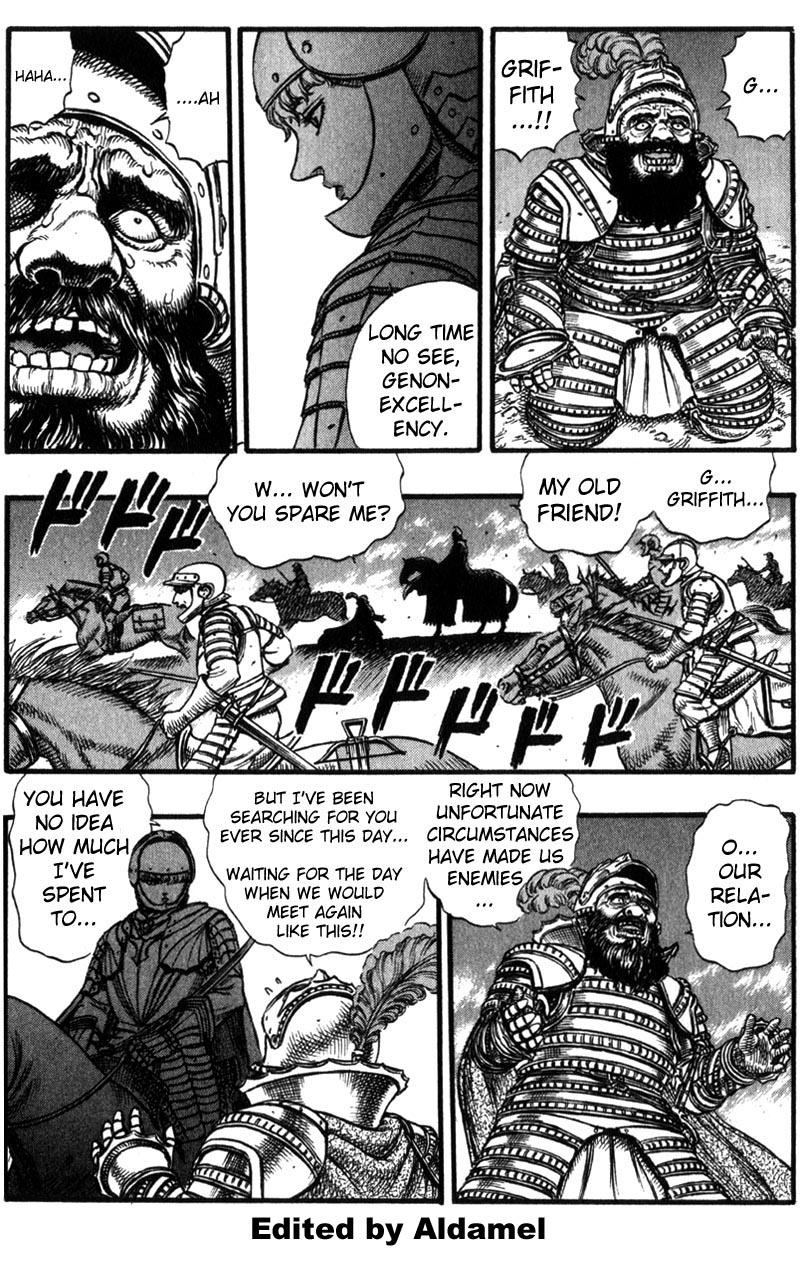 G...
GRIF-
FITH
...!!
LONG TIME
NO SEE,
GENON-
EXCELL-
ENCY.
....AH
HAHA...
G...
GRIFFITH...
MY OLD
FRIEND!
W... WON'T
YOU SPARE ME?
ドドド
ドドドドド
O...
OUR
RELA-
TION...
RIGHT NOW
UNFORTUNATE
CIRCUMSTANCES
HAVE MADE US
ENEMIES
...
BUT I'VE BEEN
SEARCHING FOR YOU
EVER SINCE THIS DAY...
WAITING FOR THE DAY
WHEN WE WOULD
MEET AGAIN
LIKE THIS!!
YOU HAVE
NO IDEA
HOW MUCH
I'VE
SPENT
TO...
Edited by Aldamel